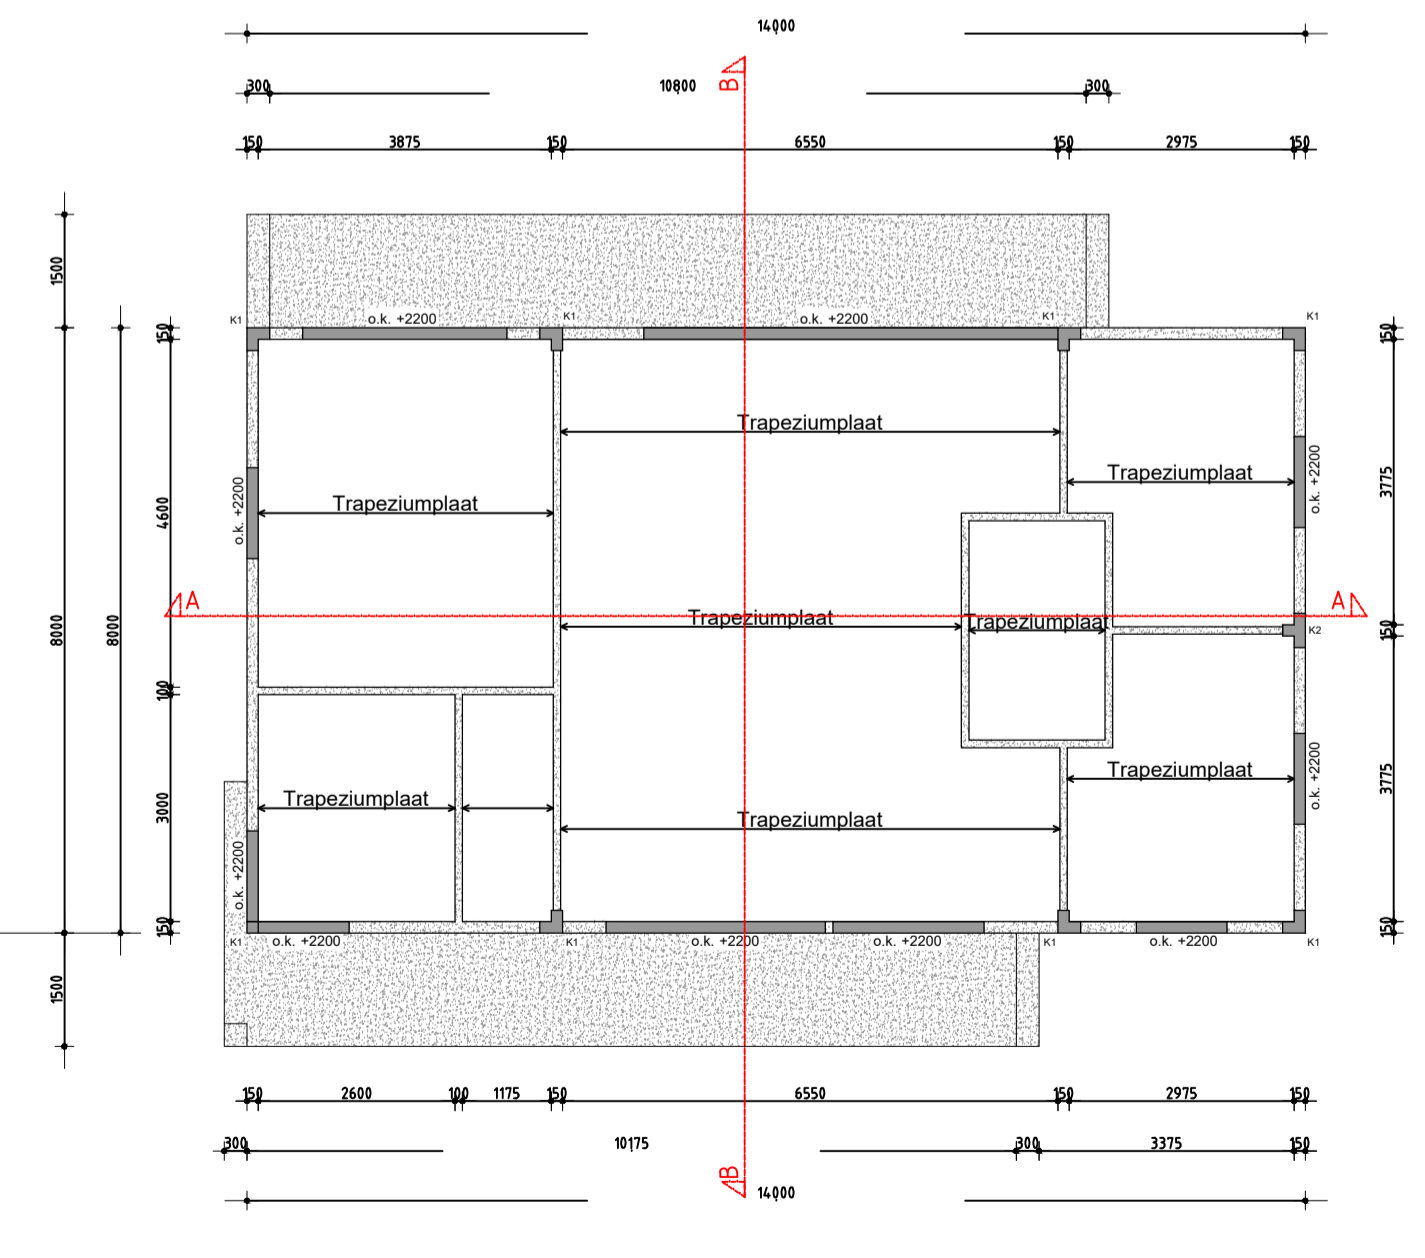 14000
300 10800 300
B
150 3875 150 6550 150 2975 150
1500
K1 o.k. +2200 K1 o.k. +2200 K1 K1
150 150
Trapeziumplaat
Trapeziumplaat
o.k. +2200
3775
Trapeziumplaat
4600
o.k. +2200
A A
8000 8000
Trapeziumplaat Trapeziumplaat
150 K2
100
o.k. +2200
3775
Trapeziumplaat
Trapeziumplaat
3000
Trapeziumplaat
o.k. +2200
150 150
K1 o.k. +2200 K1 o.k. +2200 o.k. +2200 K1 o.k. +2200 K1
1500
150 2600 100 1175 150 6550 150 2975 150
300 10175 300 3375 150
B
14000